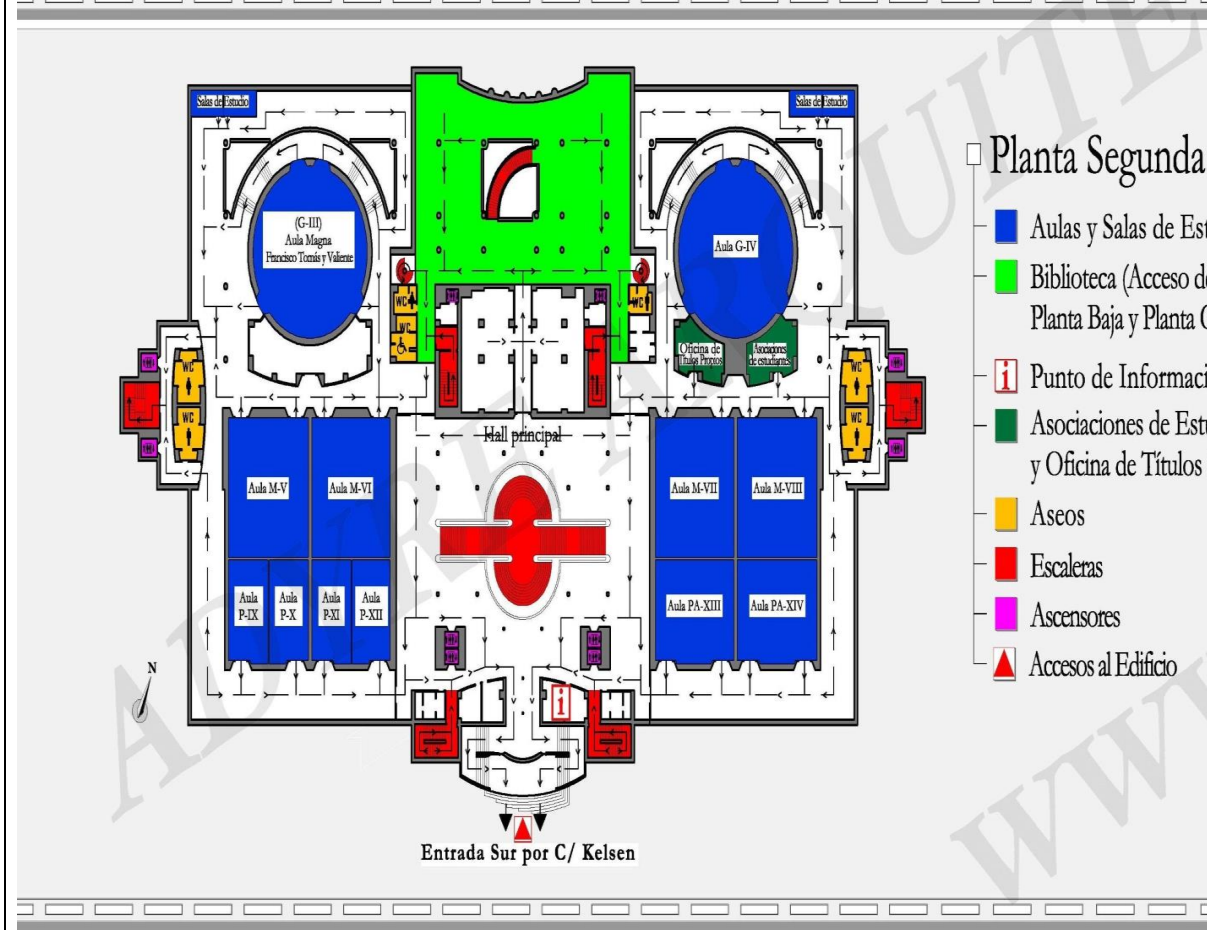 Salas de Estudio
Salas de Estudio
(G-III)
Aula Magna
Francisco Tomás y Valiente
Aula G-IV
WC
WC
WC
Oficina de
Títulos Propios
Asociaciones
de estudiantes
WC
WC
WC
WC
Hall principal
Aula M-V
Aula M-VI
Aula M-VII
Aula M-VIII
Aula
P-IX
Aula
P-X
Aula
P-XI
Aula
P-XII
Aula PA-XIII
Aula PA-XIV
N
i
Entrada Sur por C/ Kelsen
Planta Segunda
Aulas y Salas de Est
Biblioteca (Acceso de
Planta Baja y Planta
i Punto de Informaci
Asociaciones de Estu
y Oficina de Títulos
Aseos
Escaleras
Ascensores
Accesos al Edificio
ADYRE ARQUITE
WW